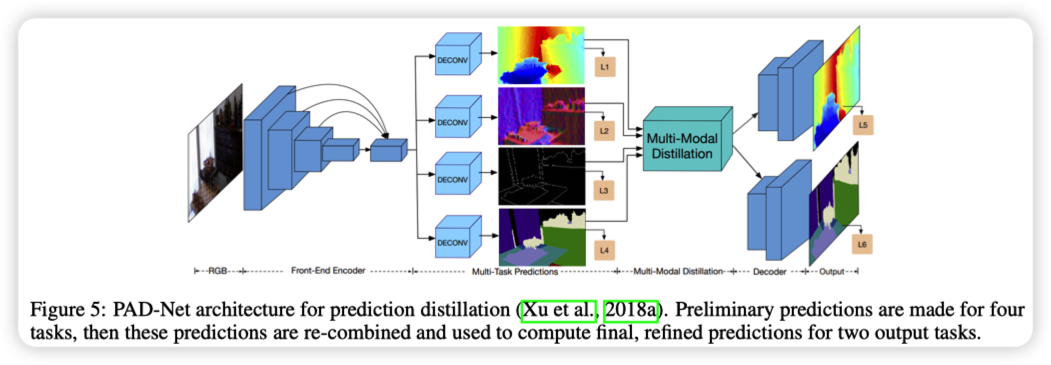 DECONV
L1
DECONV
L2
Multi-Modal
Distillation
L5
DECONV
L3
DECONV
L4
L6
RGB
Front-End Encoder
Multi-Task Predictions
Multi-Modal Distillation
Decoder
Output
Figure 5: PAD-Net architecture for prediction distillation (Xu et al., 2018a). Preliminary predictions are made for four
tasks, then these predictions are re-combined and used to compute final, refined predictions for two output tasks.